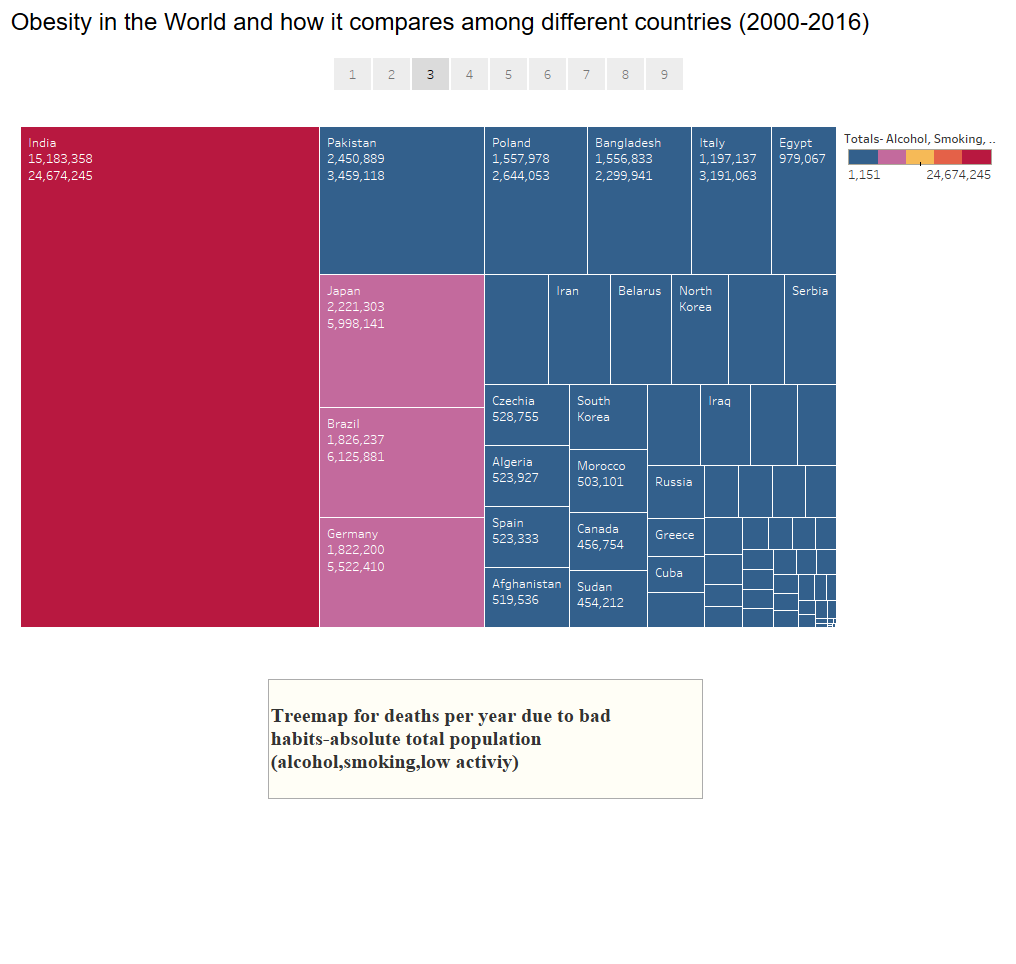 Obesity in the World and how it compares among different countries (2000-2016)
1 2 3 4 5 6 7 8 9
India
15,183,358
24,674,245
Pakistan
2,450,889
3,459,118
Poland
1,557,978
2,644,053
Bangladesh
1,556,833
2,299,941
Italy
1,197,137
3,191,063
Egypt
979,067
Totals- Alcohol, Smoking, ..
1,151 24,674,245
Japan
2,221,303
5,998,141
Iran
Belarus
North
Korea
Serbia
Brazil
1,826,237
6,125,881
Germany
1,822,200
5,522,410
Czechia
528,755
South
Korea
Iraq
Algeria
523,927
Morocco
503,101
Russia
Spain
523,333
Canada
456,754
Greece
Cuba
Afghanistan
519,536
Sudan
454,212
Treemap for deaths per year due to bad
habits-absolute total population
(alcohol,smoking,low activiy)